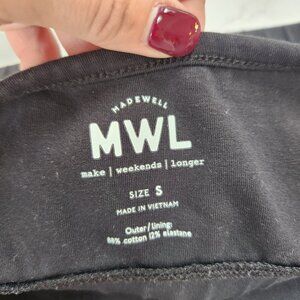 MADEWELL
MWL
make | weekends | longer
SIZE S
MADE IN VIETNAM
Outer/lining:
88% cotton 12% elastane